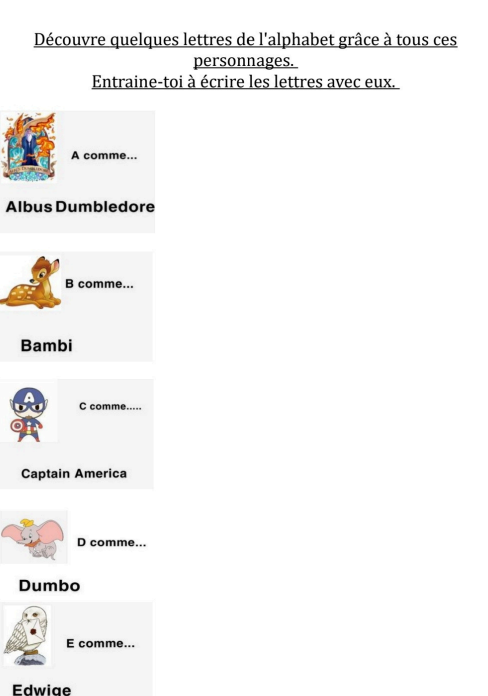 Découvre quelques lettres de l'alphabet grâce à tous ces
personnages.
Entraine-toi à écrire les lettres avec eux.
A comme...
Albus Dumbledore
B comme...
Bambi
A
C comme.....
Captain America
D comme...
Dumbo
E comme...
Edwige